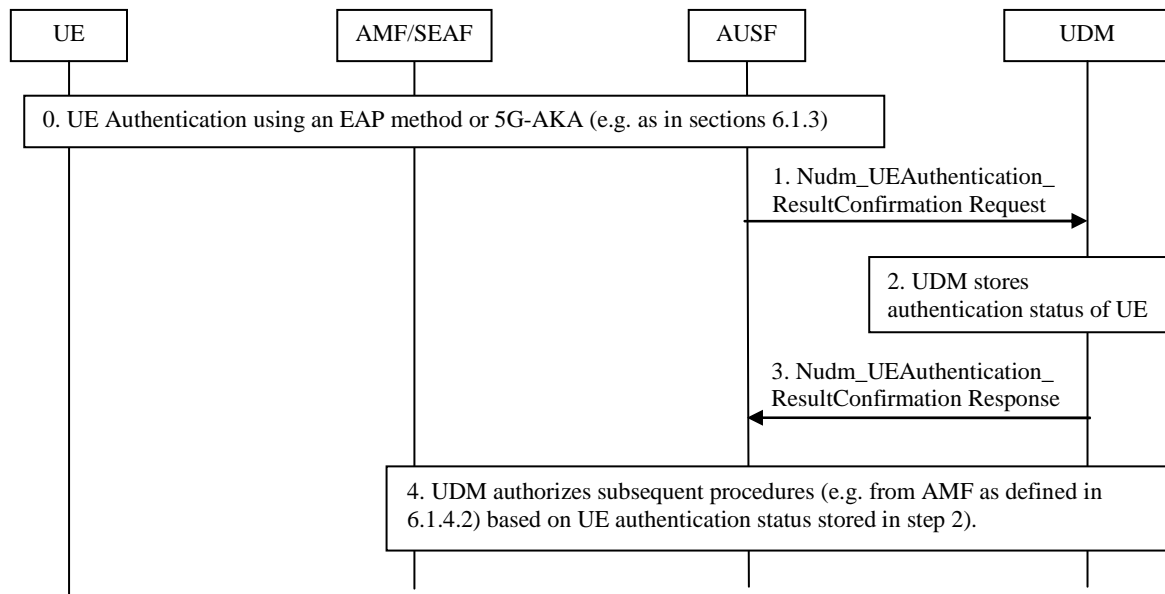 UE
AMF/SEAF
AUSF
UDM
0. UE Authentication using an EAP method or 5G-AKA (e.g. as in sections 6.1.3)
1. Nudm_UEAuthentication_
ResultConfirmation Request
2. UDM stores
authentication status of UE
3. Nudm_UEAuthentication_
ResultConfirmation Response
4. UDM authorizes subsequent procedures (e.g. from AMF as defined in
6.1.4.2) based on UE authentication status stored in step 2).